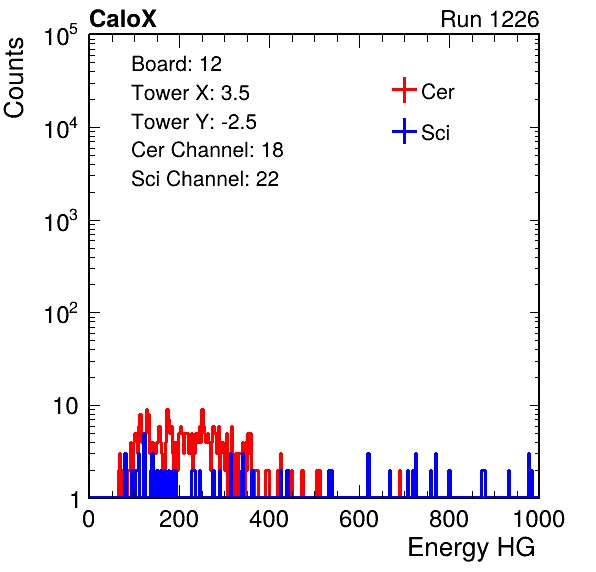 CaloX Run 1226
Counts
10^5
10^4
10^3
10^2
10
1
Board: 12
Tower X: 3.5
Tower Y: -2.5
Cer Channel: 18
Sci Channel: 22
Cer
Sci
0 200 400 600 800 1000
Energy HG